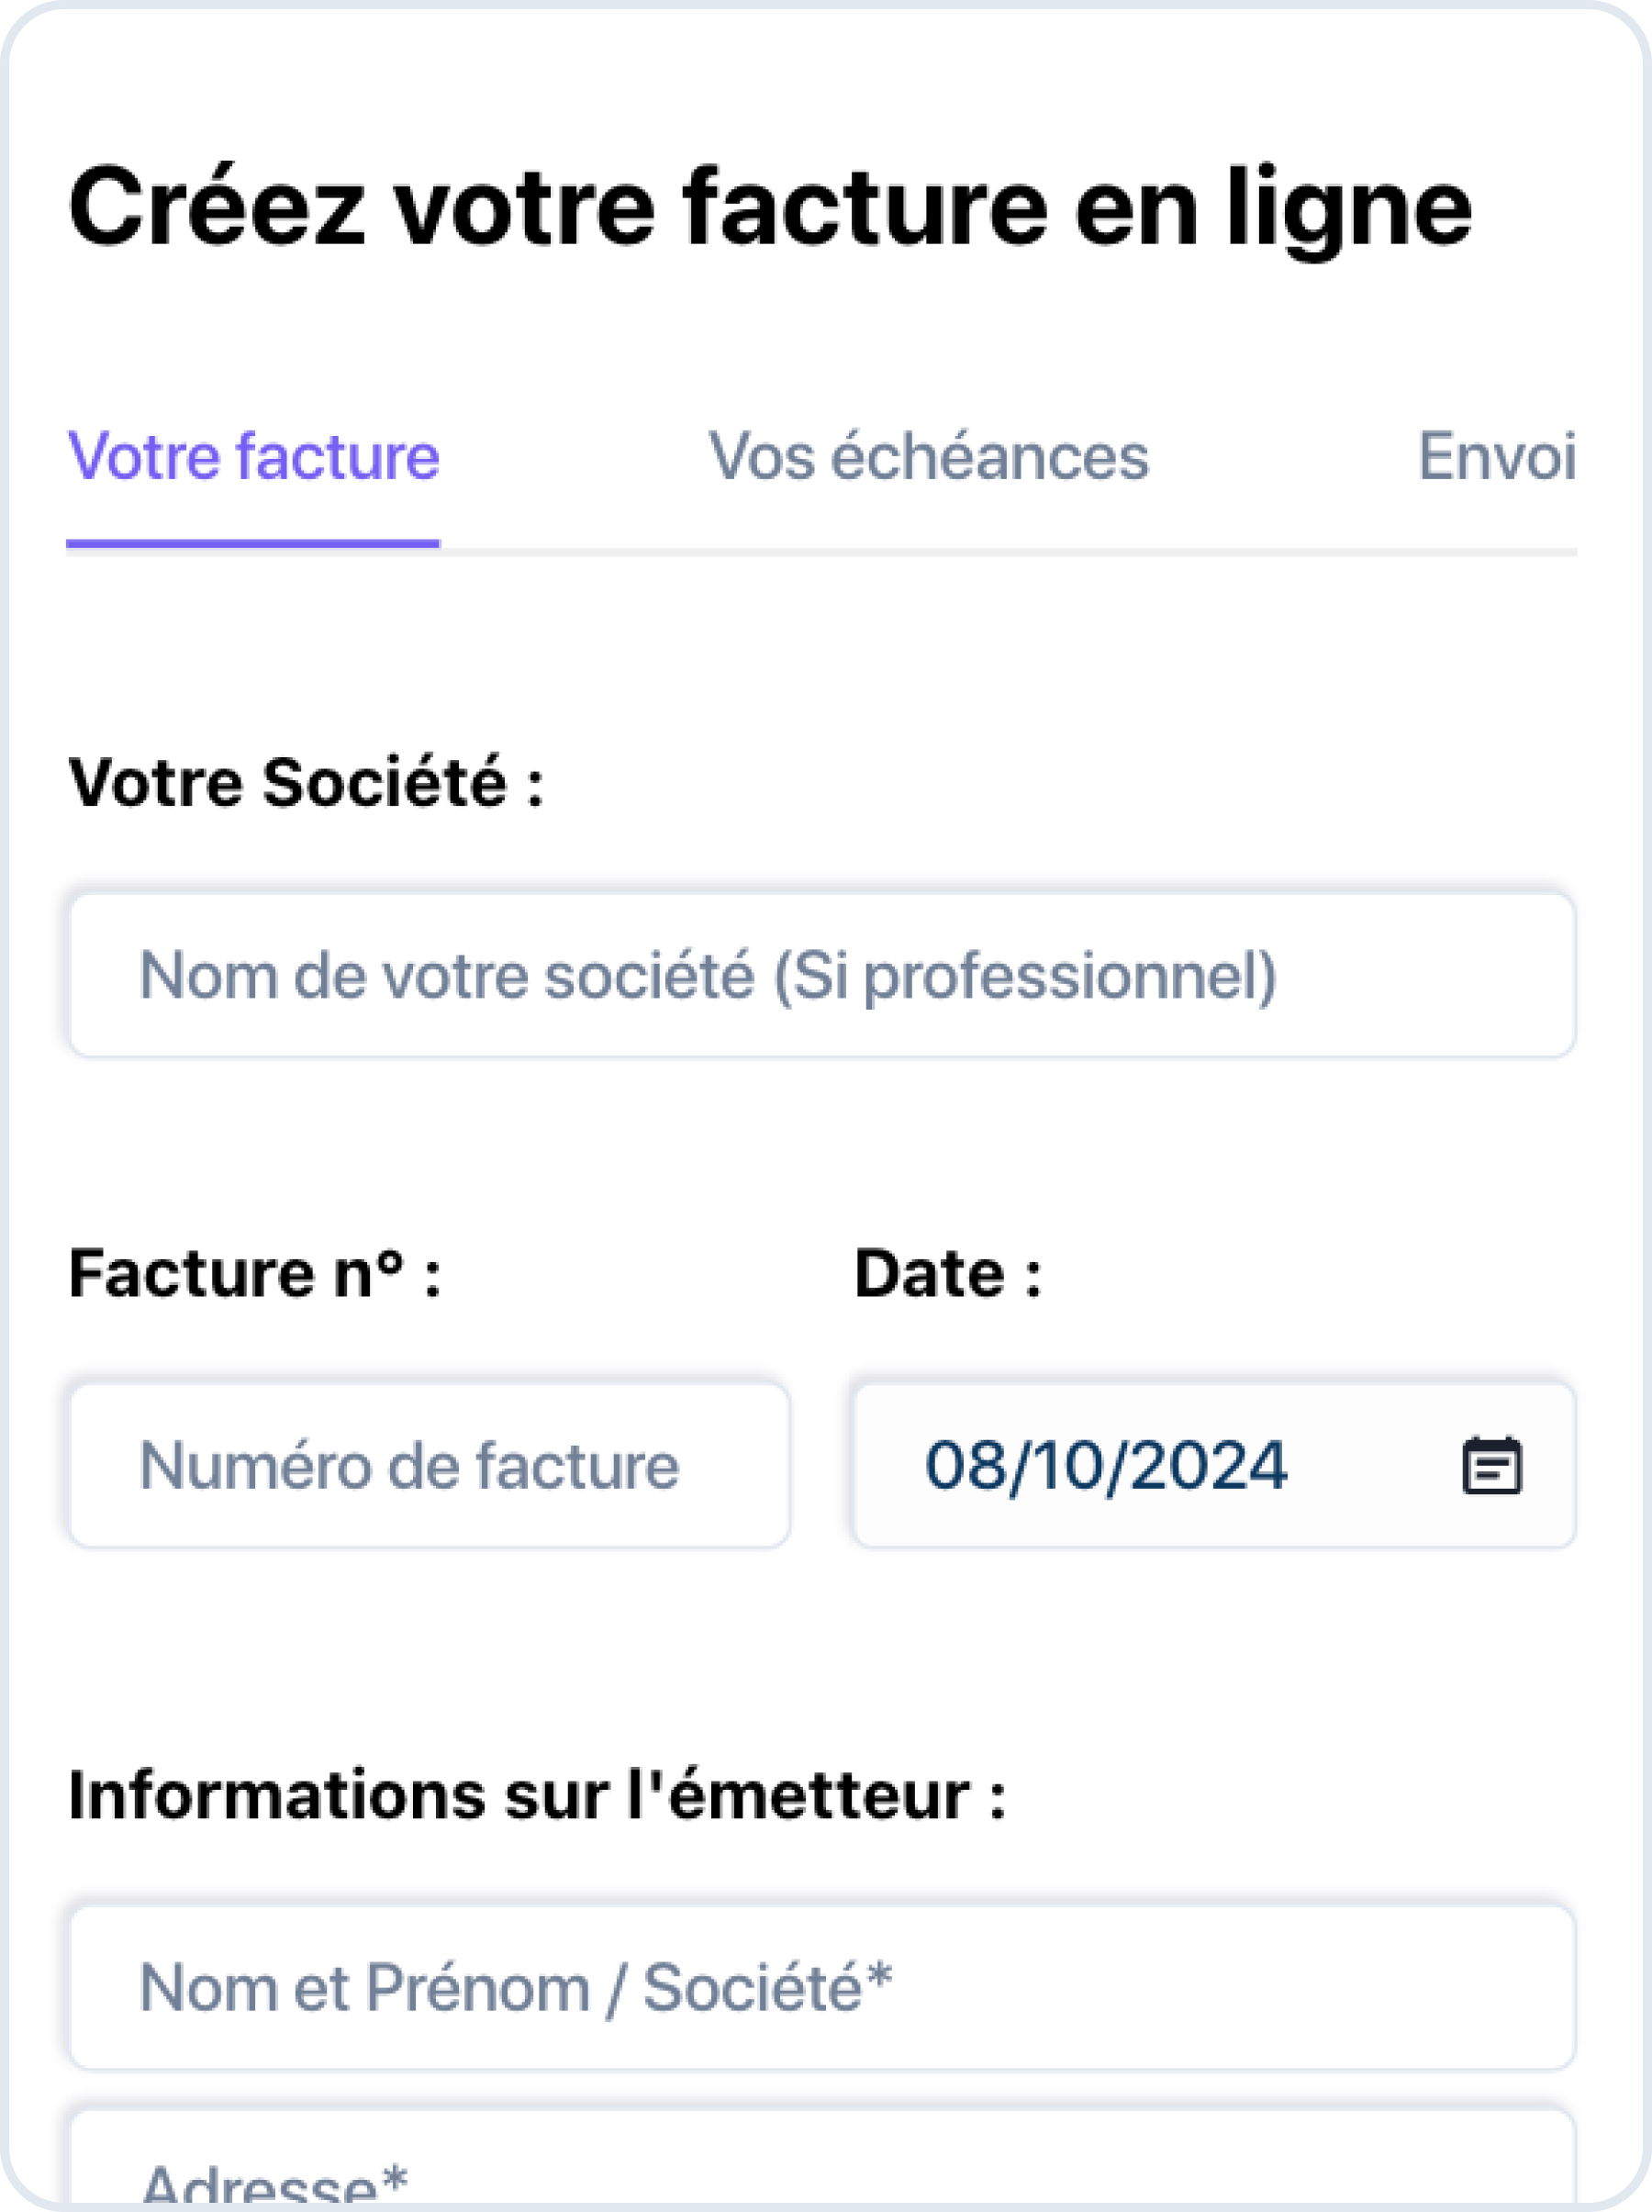 Créez votre facture en ligne
Votre facture Vos échéances Envoi
Votre Société :
Nom de votre société (Si professionnel)
Facture n° : Date :
Numéro de facture 08/10/2024
Informations sur l'émetteur :
Nom et Prénom / Société*
Adresse*